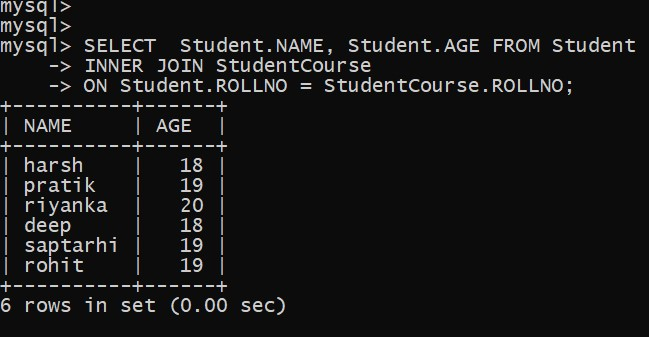 mysql>
mysql>
mysql> SELECT  Student.NAME, Student.AGE FROM Student
    -> INNER JOIN StudentCourse
    -> ON Student.ROLLNO = StudentCourse.ROLLNO;
+----------+------+
| NAME     | AGE  |
+----------+------+
| harsh    |   18 |
| pratik   |   19 |
| riyanka  |   20 |
| deep     |   18 |
| saptarhi |   19 |
| rohit    |   19 |
+----------+------+
6 rows in set (0.00 sec)